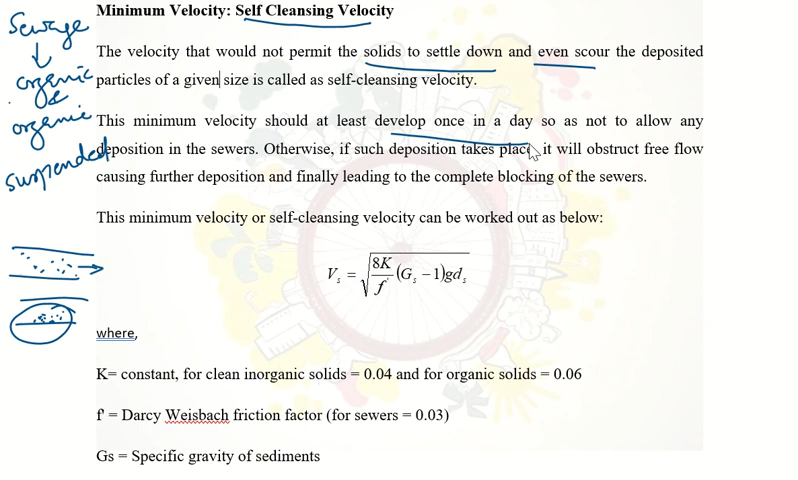 Minimum Velocity: Self Cleansing Velocity
The velocity that would not permit the solids to settle down and even scour the deposited
particles of a given size is called as self-cleansing velocity.
This minimum velocity should at least develop once in a day so as not to allow any
deposition in the sewers. Otherwise, if such deposition takes place, it will obstruct free flow
causing further deposition and finally leading to the complete blocking of the sewers.
This minimum velocity or self-cleansing velocity can be worked out as below:
V_s = √(8K/f' (G_s − 1)gd_s)
where,
K= constant, for clean inorganic solids = 0.04 and for organic solids = 0.06
f' = Darcy Weisbach friction factor (for sewers = 0.03)
Gs = Specific gravity of sediments
Sewage
organic
&
organic
suspended